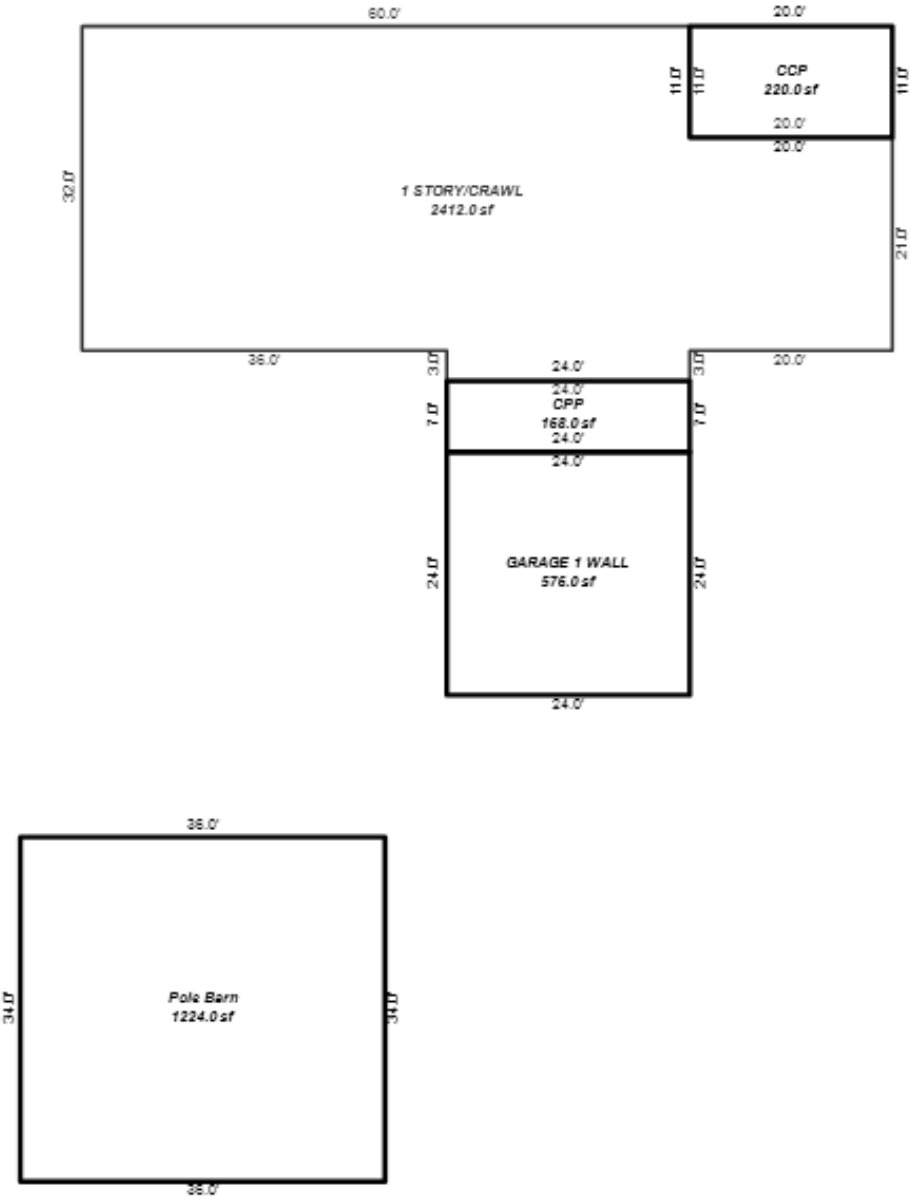 60.0'
20.0'
11.0'
11.0'
CCP
220.0 sf
11.0'
20.0'
20.0'
32.0'
1 STORY/CRAWL
2412.0 sf
21.0'
36.0'
3.0'
24.0'
3.0'
20.0'
24.0'
7.0'
CPP
168.0 sf
7.0'
24.0'
24.0'
24.0'
GARAGE 1 WALL
576.0 sf
24.0'
24.0'
36.0'
34.0'
Pole Barn
1224.0 sf
34.0'
36.0'